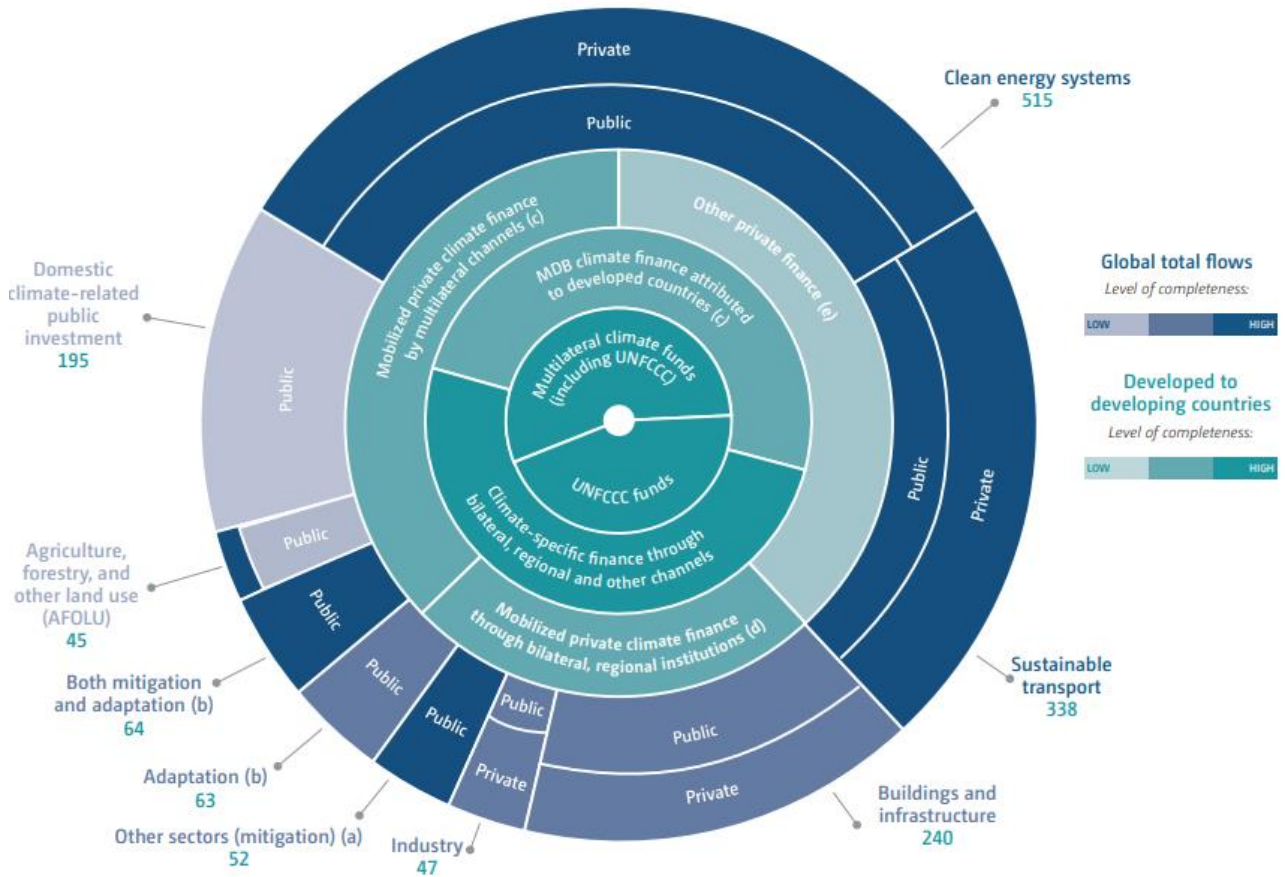 Private
Public
Clean energy systems
515
Mobilized private climate finance
by multilateral channels (c)
Other private finance (e)
MDB climate finance attributed
to developed countries (c)
Multilateral climate funds
(including UNFCCC)
UNFCCC funds
Climate-specific finance through
bilateral, regional and other channels
Mobilized private climate finance
through bilateral, regional institutions (d)
Global total flows
Level of completeness:
LOW
HIGH
Developed to
developing countries
Level of completeness:
LOW
HIGH
Domestic
climate-related
public
investment
195
Public
Public
Private
Agriculture,
forestry, and
other land use
(AFOLU)
45
Public
Both mitigation
and adaptation (b)
64
Public
Adaptation (b)
63
Public
Other sectors (mitigation) (a)
52
Public
Industry
47
Public
Private
Public
Private
Buildings and
infrastructure
240
Sustainable
transport
338